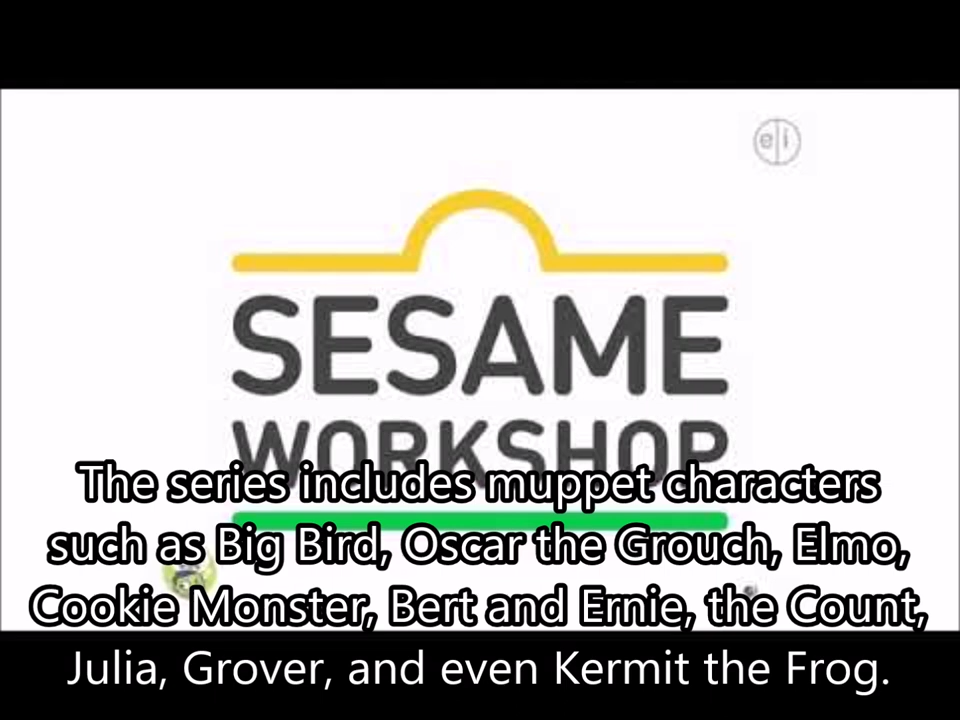 e|i
SESAME
WORKSHOP
The series includes muppet characters
such as Big Bird, Oscar the Grouch, Elmo,
Cookie Monster, Bert and Ernie, the Count,
Julia, Grover, and even Kermit the Frog.